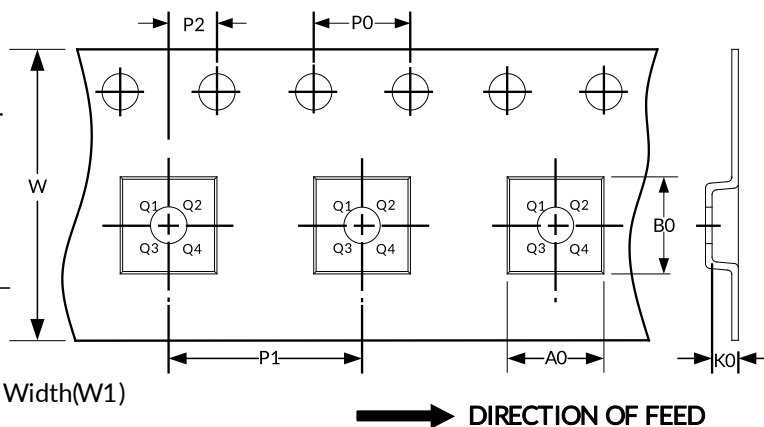 P2
P0
W
Q1 Q2
Q3 Q4
Q1 Q2
Q3 Q4
Q1 Q2
Q3 Q4
B0
P1
A0
K0
Width(W1)
DIRECTION OF FEED